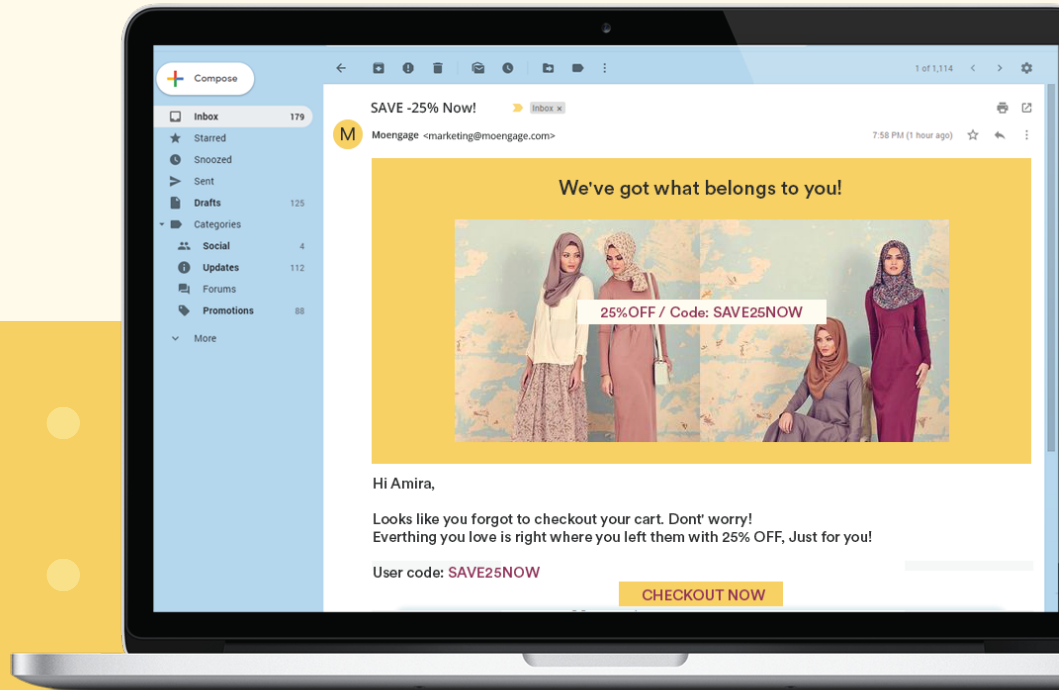 Compose
1 of 1,114
Inbox 179
Starred
Snoozed
Sent
Drafts 125
Categories
Social 4
Updates 112
Forums
Promotions 88
More
SAVE -25% Now! Inbox x
M
Moengage <marketing@moengage.com> 7:58 PM (1 hour ago)
We've got what belongs to you!
25%OFF / Code: SAVE25NOW
Hi Amira,
Looks like you forgot to checkout your cart. Dont' worry!
Everthing you love is right where you left them with 25% OFF, Just for you!
User code: SAVE25NOW
CHECKOUT NOW